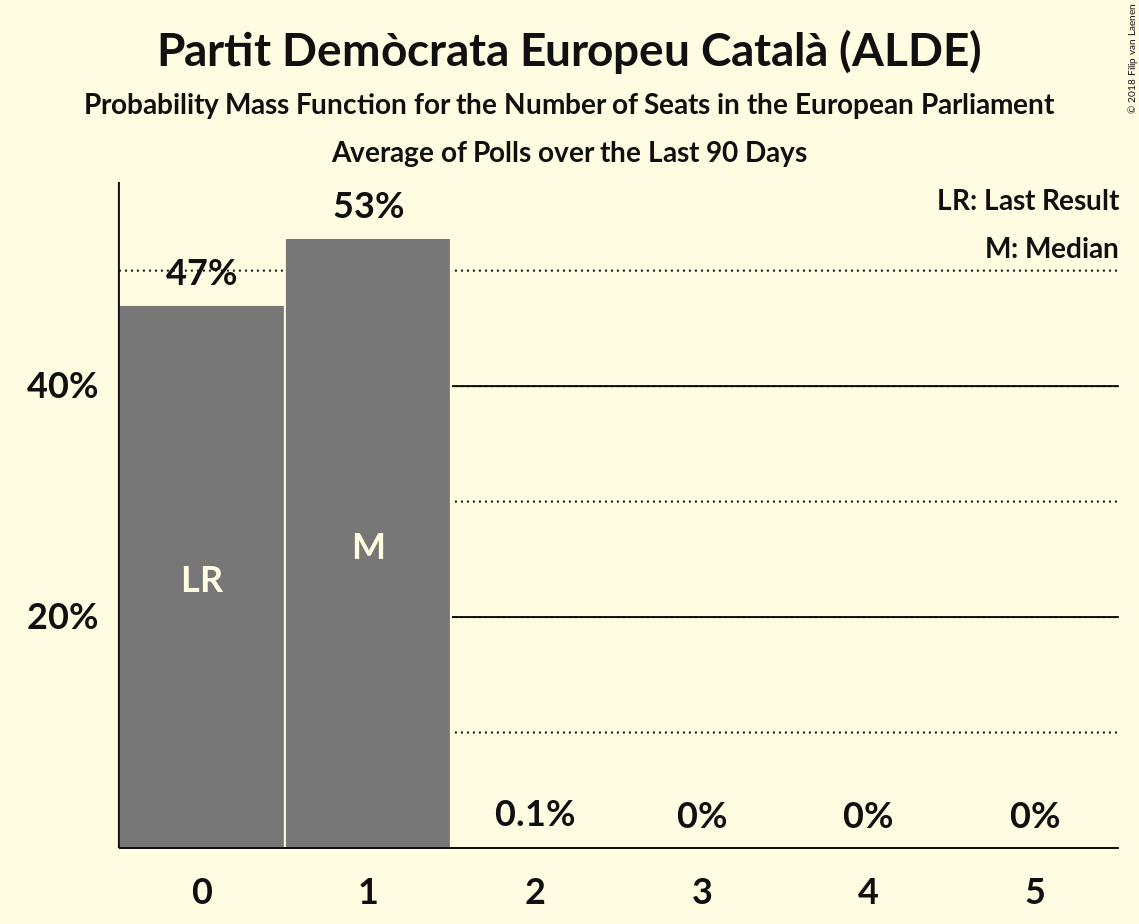 Partit Demòcrata Europeu Català (ALDE)
Probability Mass Function for the Number of Seats in the European Parliament
Average of Polls over the Last 90 Days
© 2018 Filip van Laenen
LR: Last Result
M: Median
53%
47%
40%
20%
LR
M
0.1%
0%
0%
0%
0
1
2
3
4
5